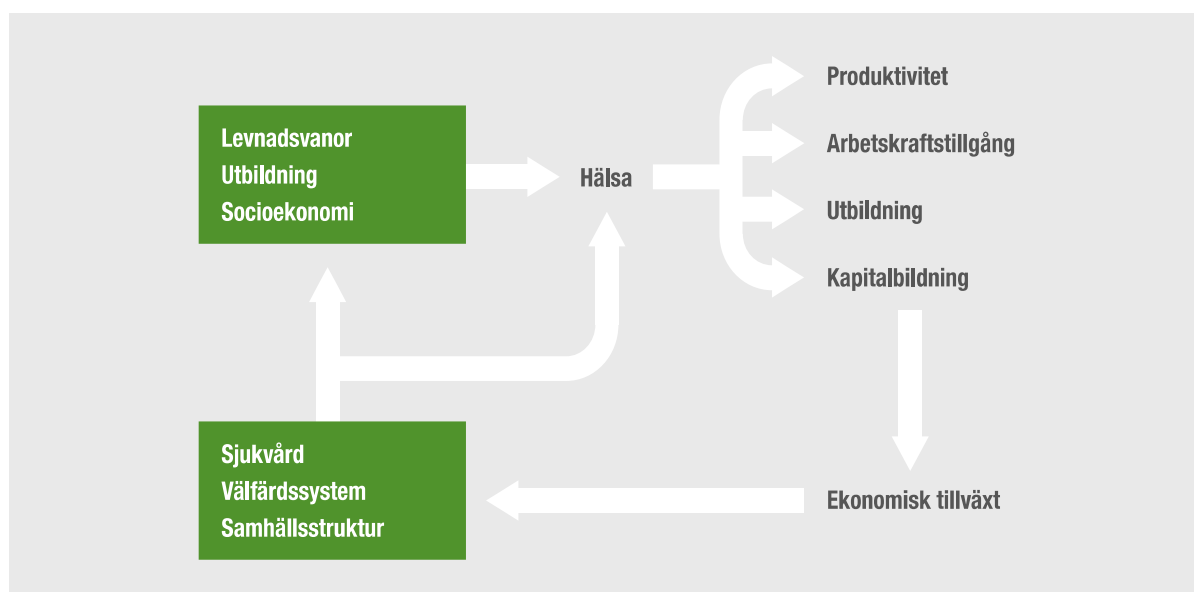 Levnadsvanor
Utbildning
Socioekonomi
Hälsa
Produktivitet
Arbetskraftstillgång
Utbildning
Kapitalbildning
Sjukvård
Välfärdssystem
Samhällsstruktur
Ekonomisk tillväxt